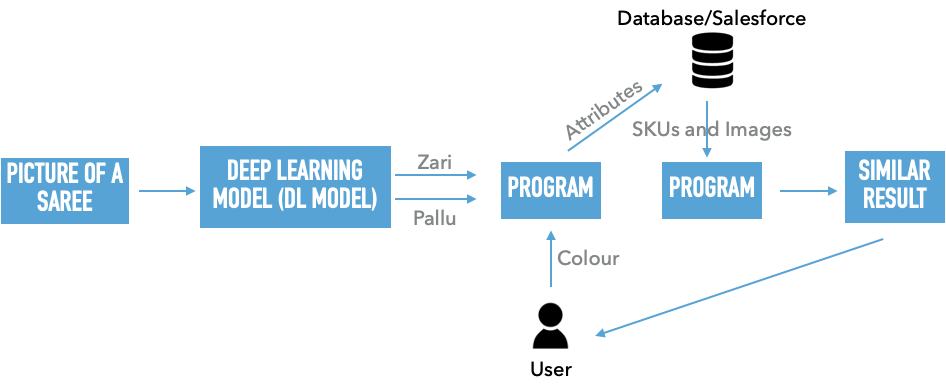 Database/Salesforce
Attributes
SKUs and Images
PICTURE OF A
SAREE
DEEP LEARNING
MODEL (DL MODEL)
Zari
Pallu
PROGRAM
PROGRAM
SIMILAR
RESULT
Colour
User